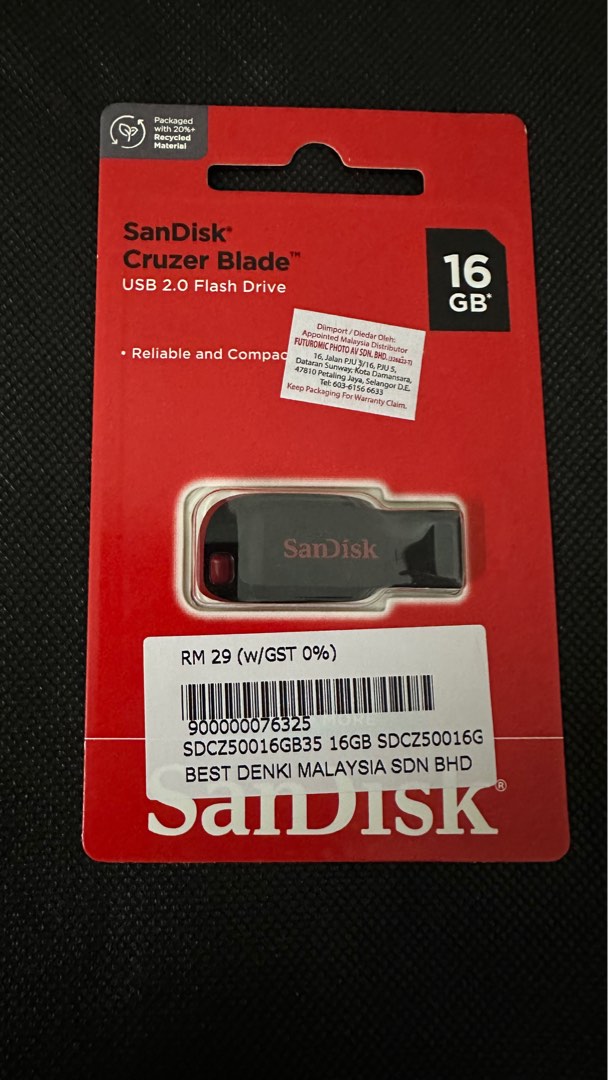 Packaged
with 20%+
Recycled
Material
SanDisk®
Cruzer Blade™
USB 2.0 Flash Drive
16
GB*
• Reliable and Compac
Diimport / Diedar Oleh:
Appointed Malaysia Distributor
FUTUROMIC PHOTO AV SDN. BHD.
16, Jalan PJU 3/16, PJU 5,
Dataran Sunway, Kota Damansara,
47810 Petaling Jaya, Selangor D.E.
Tel: 603-6156 6633
Keep Packaging For Warranty Claim.
SanDisk
RM 29 (w/GST 0%)
900000076325
MORE
SDCZ50016GB35 16GB SDCZ50016G
BEST DENKI MALAYSIA SDN BHD
SanDisk®